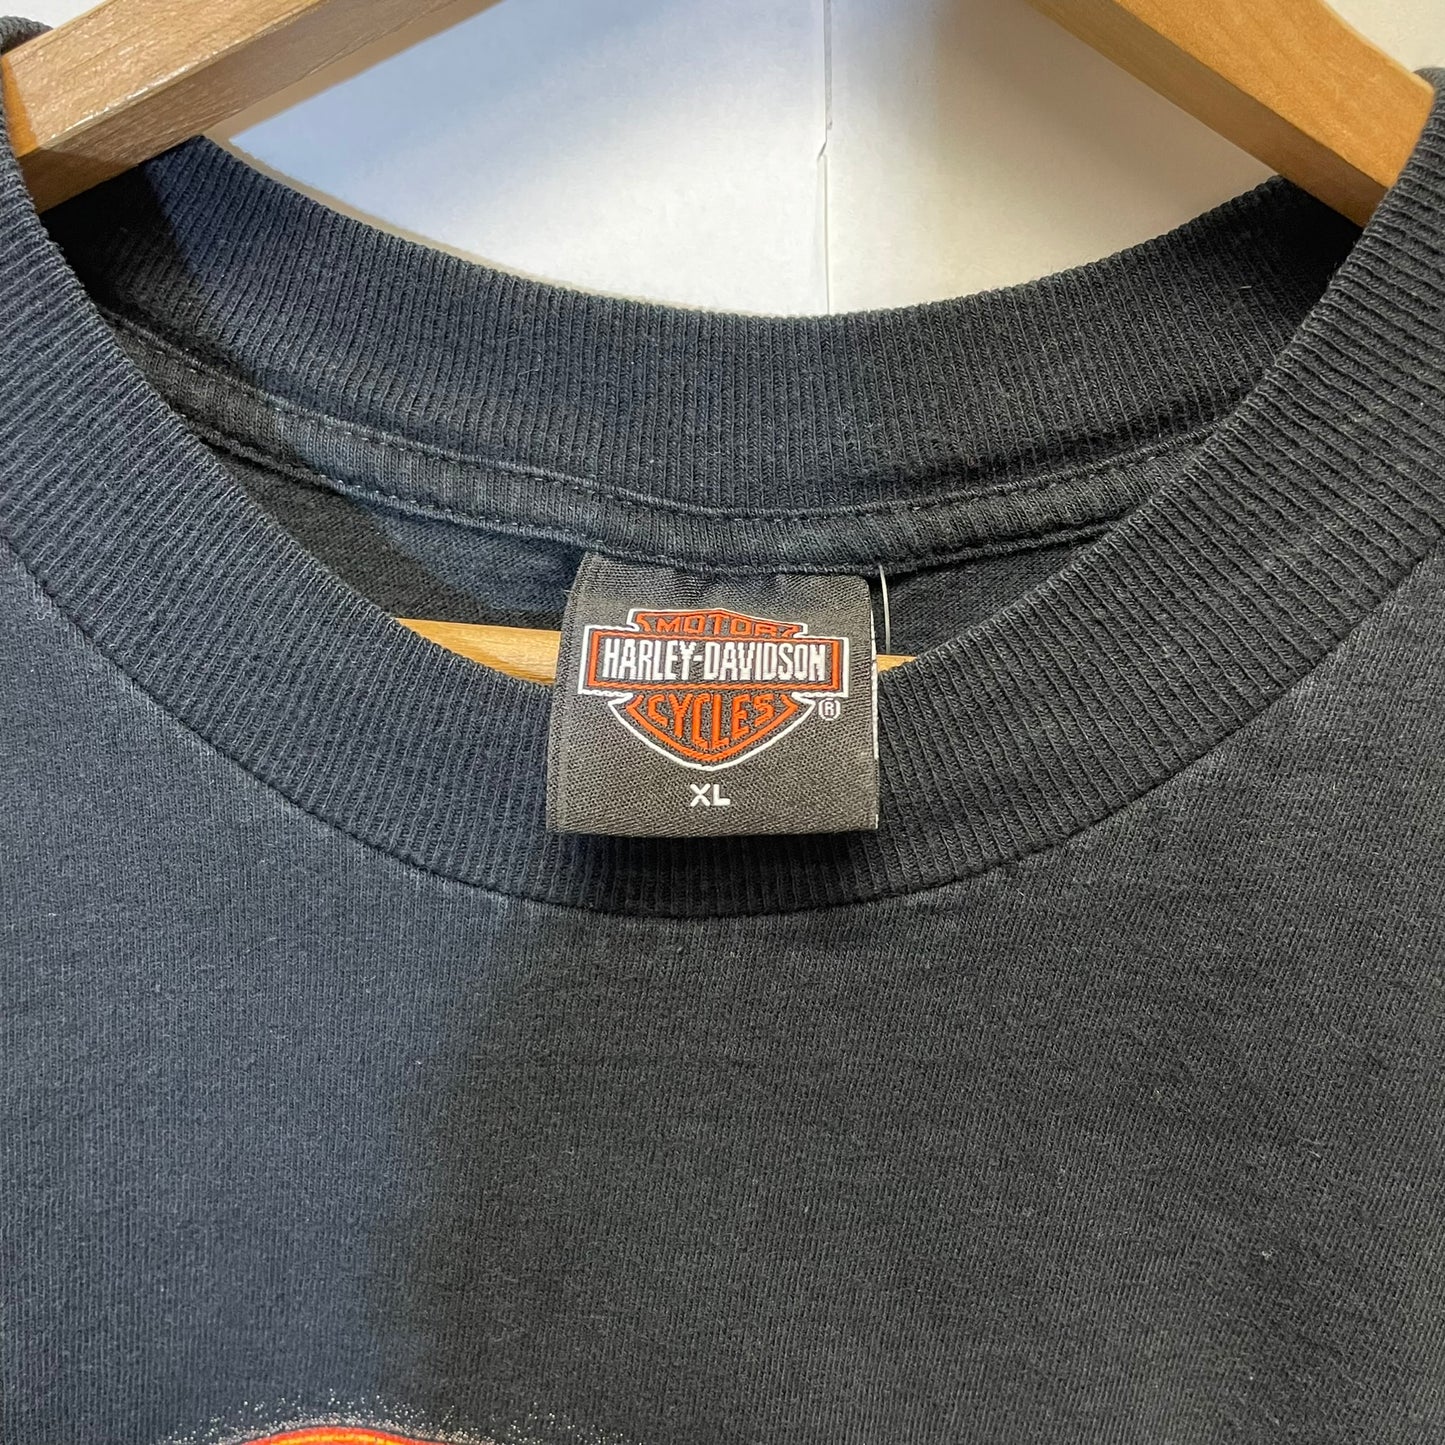 MOTOR
HARLEY-DAVIDSON
CYCLES ®
XL